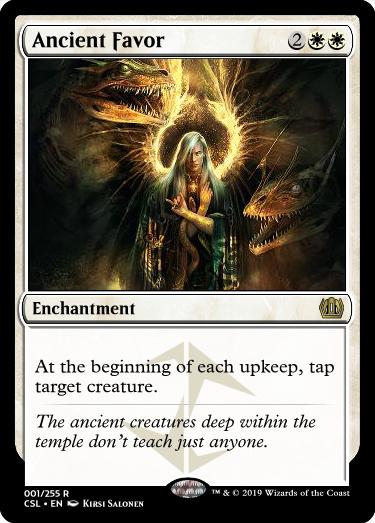 Ancient Favor 2
Enchantment
At the beginning of each upkeep, tap
target creature.
The ancient creatures deep within the
temple don't teach just anyone.
001/255 R
CSL • EN Kirsi Salonen
™ & © 2019 Wizards of the Coast